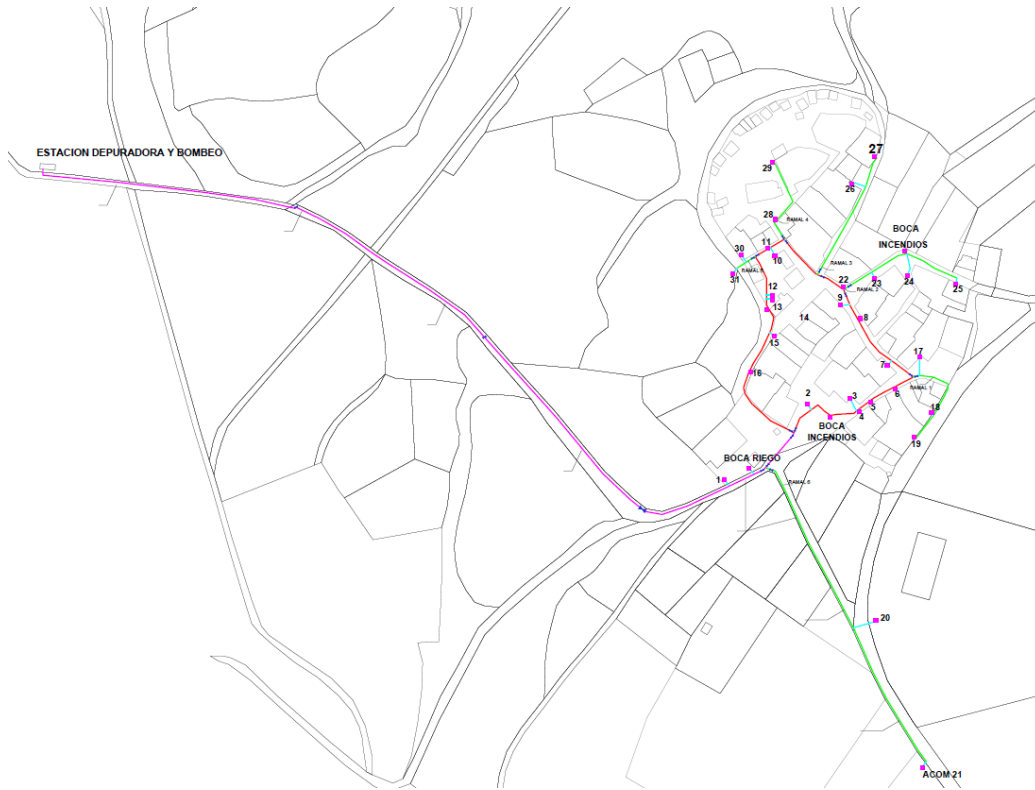 ESTACION DEPURADORA Y BOMBEO
27
29
26
28
RAMAL 4
BOCA
INCENDIOS
11
30
10
RAMAL 3
31
RAMAL 5
22
23
24
25
RAMAL 2
12
9
13
14
8
15
17
7
16
RAMAL 1
6
2
3
5
4
18
BOCA
INCENDIOS
19
BOCA RIEGO
1
RAMAL 6
20
ACOM 21